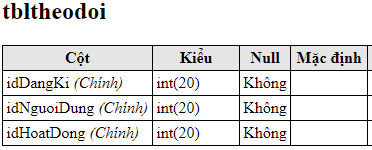 tbltheodoi
Cột Kiểu Null Mặc định
idDangKi (Chính) int(20) Không
idNguoiDung (Chính) int(20) Không
idHoatDong (Chính) int(20) Không